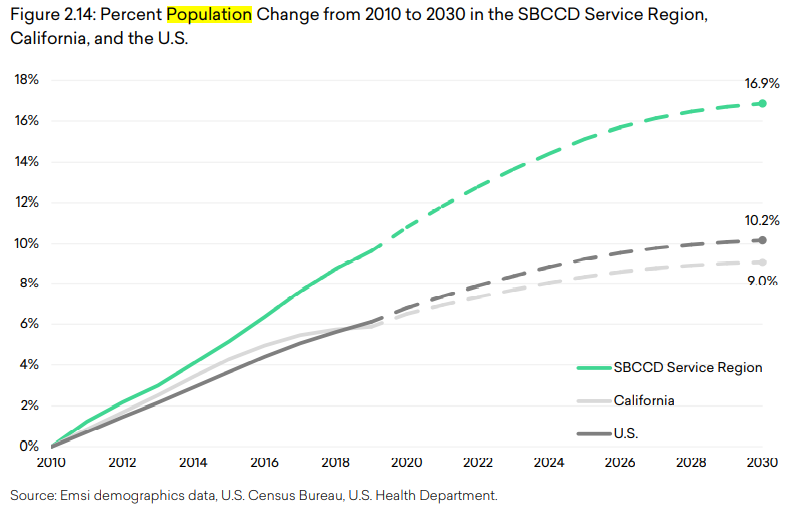 Figure 2.14: Percent Population Change from 2010 to 2030 in the SBCCD Service Region,
California, and the U.S.
18%
16.9%
16%
14%
12%
10.2%
10%
8%
9.0%
6%
4%
SBCCD Service Region
California
2%
U.S.
0%
2010 2012 2014 2016 2018 2020 2022 2024 2026 2028 2030
Source: Emsi demographics data, U.S. Census Bureau, U.S. Health Department.